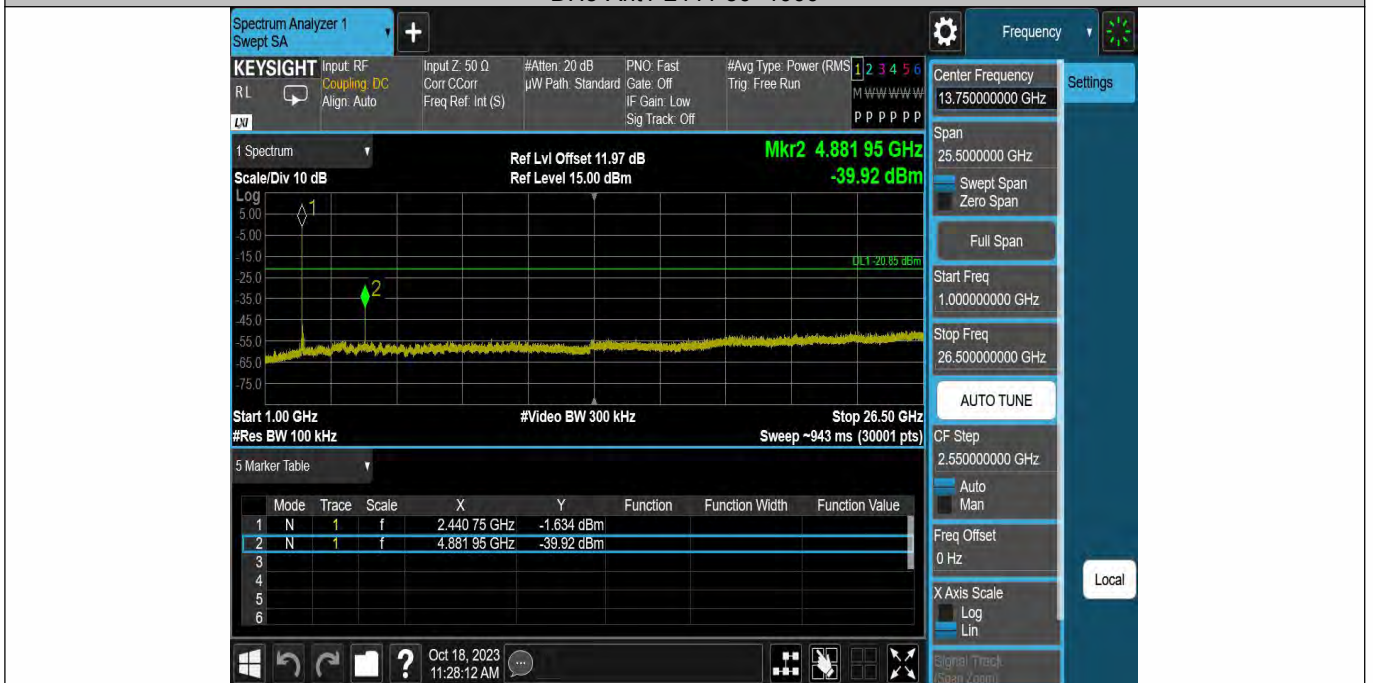 Spectrum Analyzer 1
Swept SA
+
Frequency
KEYSIGHT
RL
LXI
Input: RF
Coupling: DC
Align: Auto
Input Z: 50 Ω
Corr CCorr
Freq Ref: Int (S)
#Atten: 20 dB
µW Path: Standard
PNO: Fast
Gate: Off
IF Gain: Low
Sig Track: Off
#Avg Type: Power (RMS
Trig: Free Run
1 2 3 4 5 6
M W W W W W
P P P P P P
1 Spectrum
Scale/Div 10 dB
Ref Lvl Offset 11.97 dB
Ref Level 15.00 dBm
Mkr2 4.881 95 GHz
-39.92 dBm
Log
5.00
-5.00
-15.0
-25.0
-35.0
-45.0
-55.0
-65.0
-75.0
1
2
DL1 -20.85 dBm
Start 1.00 GHz
#Video BW 300 kHz
Stop 26.50 GHz
#Res BW 100 kHz
Sweep ~943 ms (30001 pts)
5 Marker Table
Mode Trace Scale X Y Function Function Width Function Value
1 N 1 f 2.440 75 GHz -1.634 dBm
2 N 1 f 4.881 95 GHz -39.92 dBm
3
4
5
6
?
Oct 18, 2023
11:28:12 AM
Center Frequency
13.750000000 GHz
Settings
Span
25.5000000 GHz
Swept Span
Zero Span
Full Span
Start Freq
1.000000000 GHz
Stop Freq
26.500000000 GHz
AUTO TUNE
CF Step
2.550000000 GHz
Auto
Man
Freq Offset
0 Hz
X Axis Scale
Log
Lin
Local
Signal Track
(Span Zoom)